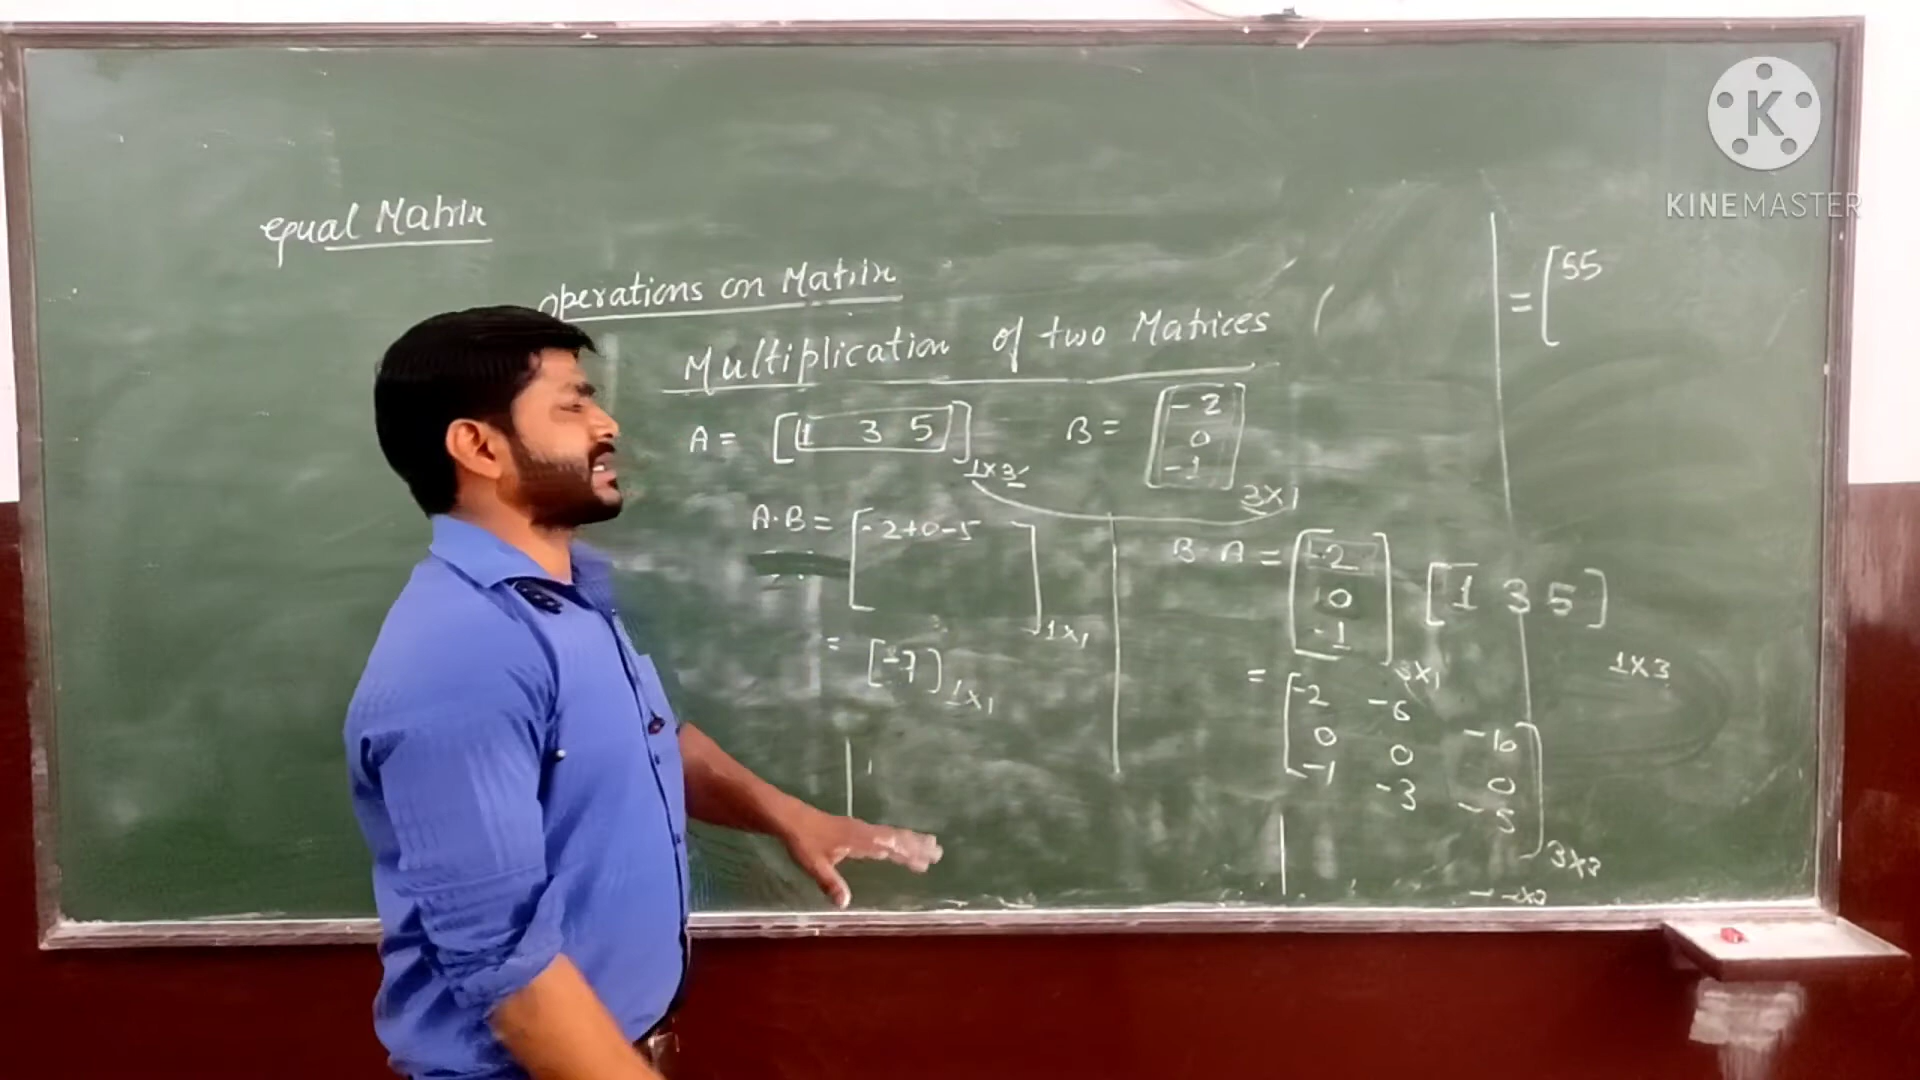 equal Matrix
operations on Matrix
Multiplication of two Matrices
A = [1 3 5] 1×3
B = [-2
0
-1] 3×1
A·B = [-2+0-5] 1×1
= [-7] 1×1
B A = [-2
0
-1] 3×1 [1 3 5] 1×3
= [-2 -6 -10
0 0 0
-1 -3 -5] 3×3
= [55
K
KINEMASTER